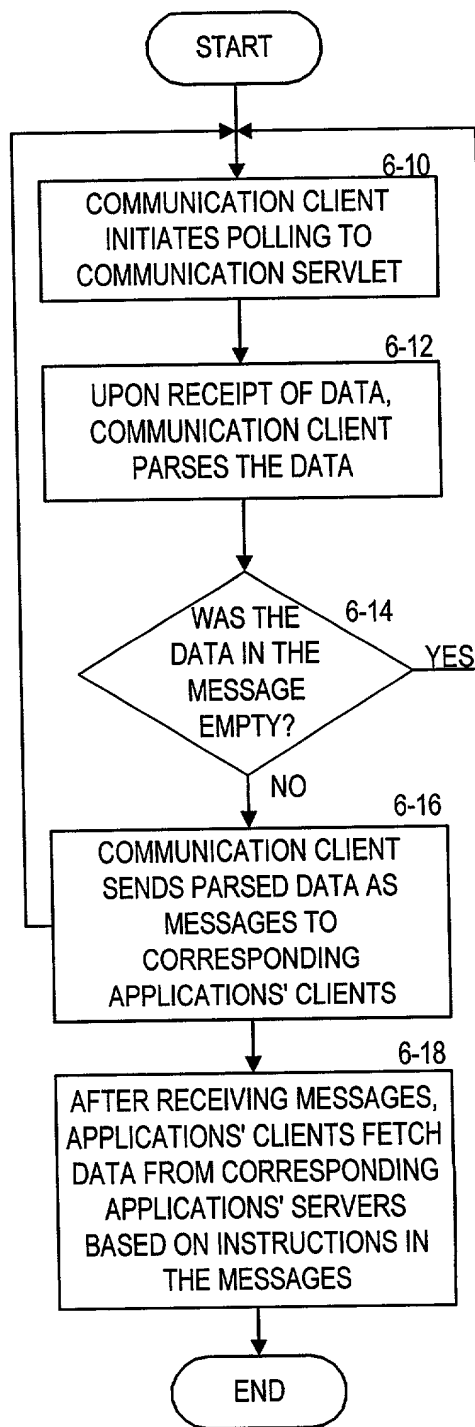 START
6-10
COMMUNICATION CLIENT
INITIATES POLLING TO
COMMUNICATION SERVLET
6-12
UPON RECEIPT OF DATA,
COMMUNICATION CLIENT
PARSES THE DATA
6-14
WAS THE
DATA IN THE
MESSAGE
EMPTY?
YES
NO
6-16
COMMUNICATION CLIENT
SENDS PARSED DATA AS
MESSAGES TO
CORRESPONDING
APPLICATIONS' CLIENTS
6-18
AFTER RECEIVING MESSAGES,
APPLICATIONS' CLIENTS FETCH
DATA FROM CORRESPONDING
APPLICATIONS' SERVERS
BASED ON INSTRUCTIONS IN
THE MESSAGES
END